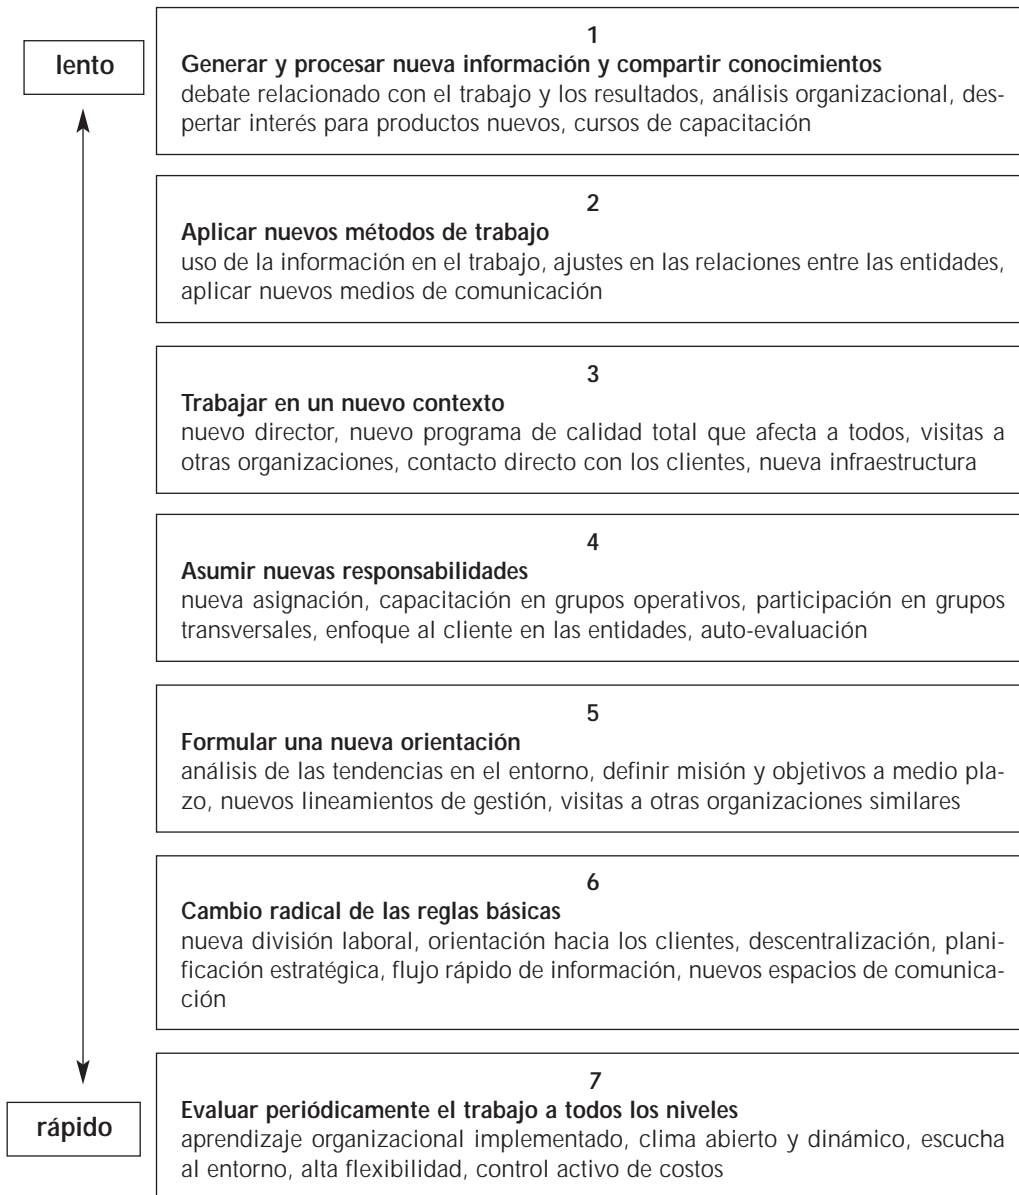 lento
1
Generar y procesar nueva información y compartir conocimientos
debate relacionado con el trabajo y los resultados, análisis organizacional, des-
pertar interés para productos nuevos, cursos de capacitación
2
Aplicar nuevos métodos de trabajo
uso de la información en el trabajo, ajustes en las relaciones entre las entidades,
aplicar nuevos medios de comunicación
3
Trabajar en un nuevo contexto
nuevo director, nuevo programa de calidad total que afecta a todos, visitas a
otras organizaciones, contacto directo con los clientes, nueva infraestructura
4
Asumir nuevas responsabilidades
nueva asignación, capacitación en grupos operativos, participación en grupos
transversales, enfoque al cliente en las entidades, auto-evaluación
5
Formular una nueva orientación
análisis de las tendencias en el entorno, definir misión y objetivos a medio pla-
zo, nuevos lineamientos de gestión, visitas a otras organizaciones similares
6
Cambio radical de las reglas básicas
nueva división laboral, orientación hacia los clientes, descentralización, plani-
ficación estratégica, flujo rápido de información, nuevos espacios de comunica-
ción
rápido
7
Evaluar periódicamente el trabajo a todos los niveles
aprendizaje organizacional implementado, clima abierto y dinámico, escucha
al entorno, alta flexibilidad, control activo de costos